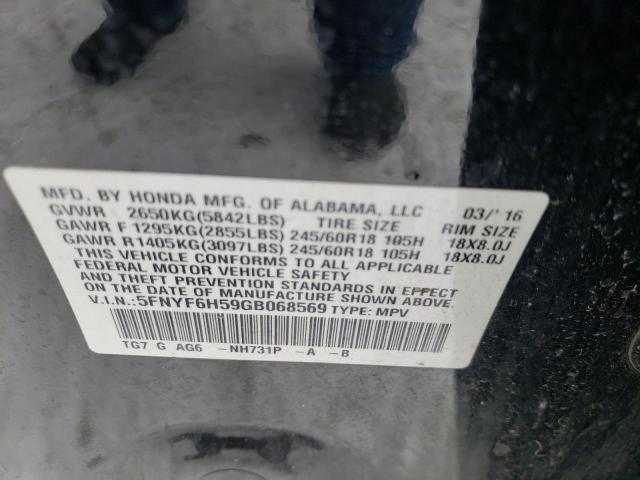 MFD. BY HONDA MFG. OF ALABAMA, LLC 03/'16
GVWR 2650KG(5842LBS) TIRE SIZE RIM SIZE
GAWR F 1295KG(2855LBS) 245/60R18 105H 18X8.0J
GAWR R1405KG(3097LBS) 245/60R18 105H 18X8.0J
THIS VEHICLE CONFORMS TO ALL APPLICABLE
FEDERAL MOTOR VEHICLE SAFETY
AND THEFT PREVENTION STANDARDS IN EFFECT
ON THE DATE OF MANUFACTURE SHOWN ABOVE.
V.I.N.:5FNYF6H59GB068569 TYPE: MPV
TG7 G AG6 -NH731P -A -B